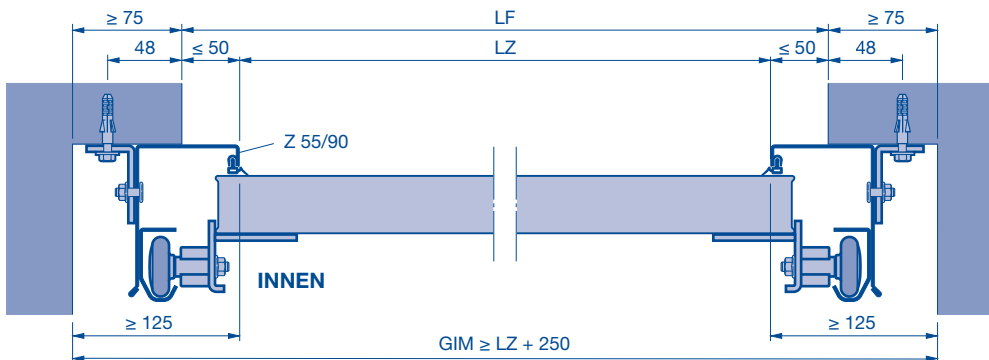 ≥ 75 LF ≥ 75
48 ≤ 50 LZ ≤ 50 48
Z 55/90
INNEN
≥ 125 ≥ 125
GIM ≥ LZ + 250